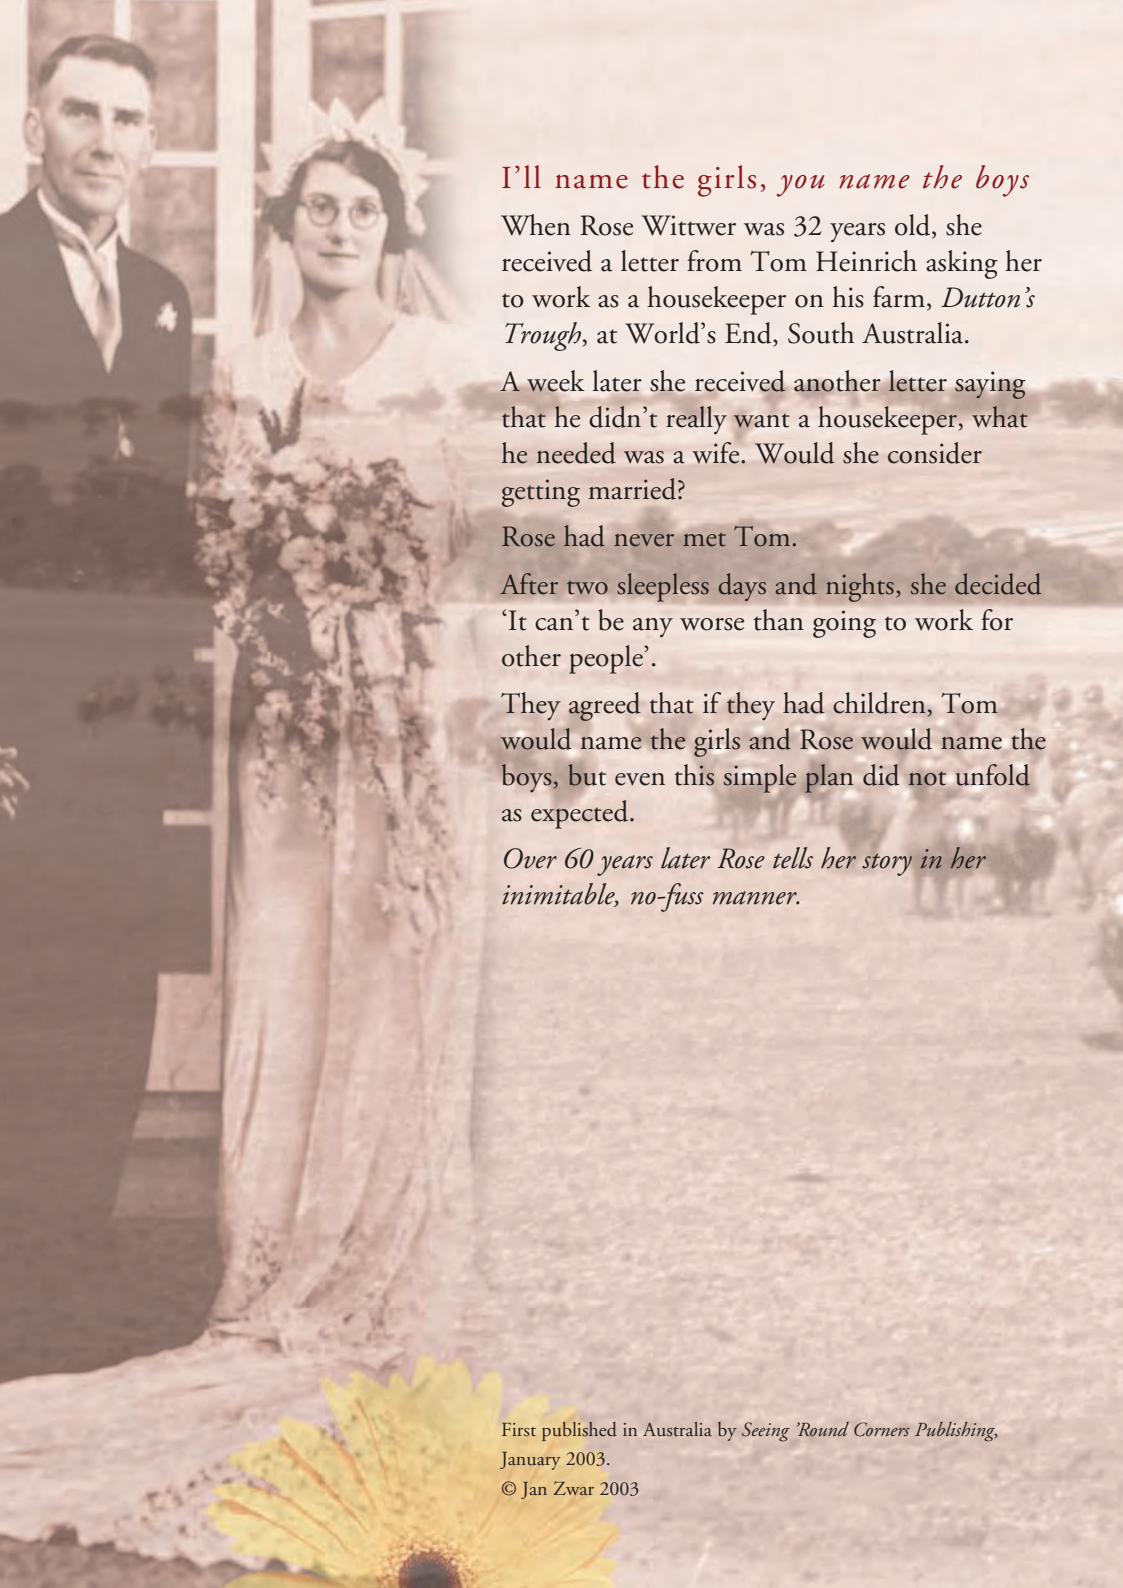 I’ll name the girls, you name the boys
When Rose Wittwer was 32 years old, she
received a letter from Tom Heinrich asking her
to work as a housekeeper on his farm, Dutton’s
Trough, at World’s End, South Australia.
A week later she received another letter saying
that he didn’t really want a housekeeper, what
he needed was a wife. Would she consider
getting married?
Rose had never met Tom.
After two sleepless days and nights, she decided
‘It can’t be any worse than going to work for
other people’.
They agreed that if they had children, Tom
would name the girls and Rose would name the
boys, but even this simple plan did not unfold
as expected.
Over 60 years later Rose tells her story in her
inimitable, no-fuss manner.
First published in Australia by Seeing ’Round Corners Publishing,
January 2003.
© Jan Zwar 2003